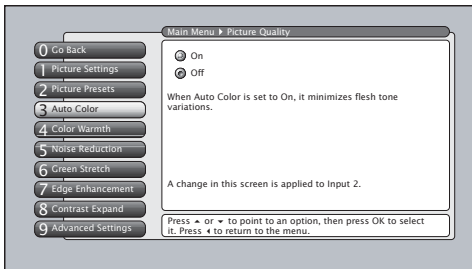 Main Menu ▶ Picture Quality
0 Go Back
1 Picture Settings
2 Picture Presets
3 Auto Color
4 Color Warmth
5 Noise Reduction
6 Green Stretch
7 Edge Enhancement
8 Contrast Expand
9 Advanced Settings
On
Off
When Auto Color is set to On, it minimizes flesh tone
variations.
A change in this screen is applied to Input 2.
Press ▲ or ▼ to point to an option, then press OK to select
it. Press ◀ to return to the menu.